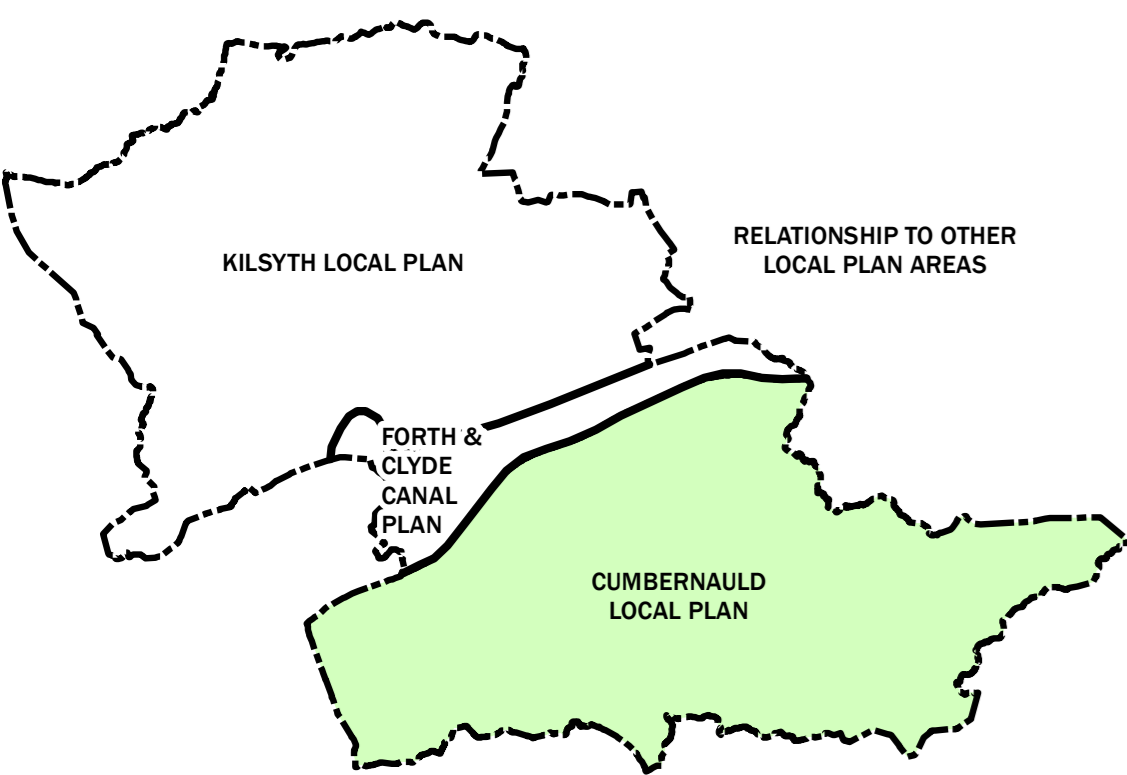 RELATIONSHIP TO OTHER
LOCAL PLAN AREAS
KILSYTH LOCAL PLAN
FORTH &
CLYDE
CANAL
PLAN
CUMBERNAULD
LOCAL PLAN